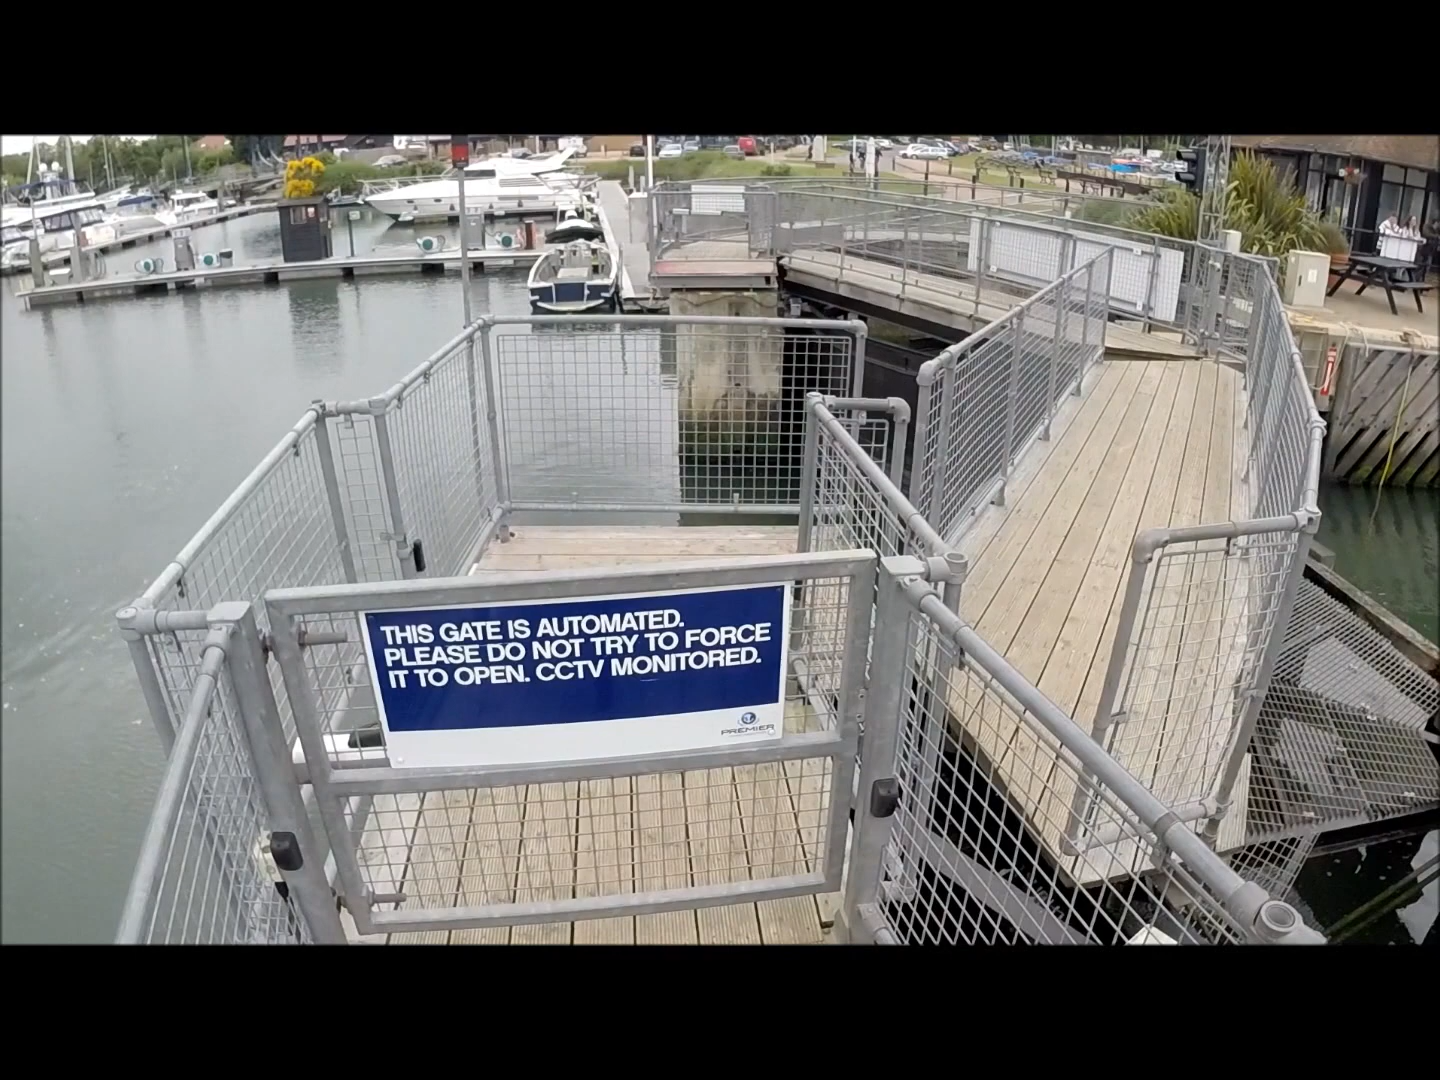 THIS GATE IS AUTOMATED.
PLEASE DO NOT TRY TO FORCE
IT TO OPEN. CCTV MONITORED.
PREMIER